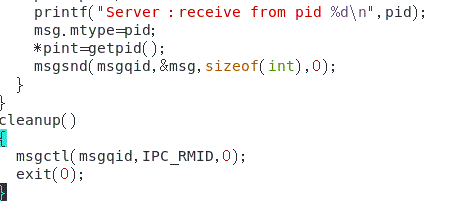 printf("Server : receive from pid %d\n",pid);
msg.mtype=pid;
*pint=getpid();
msgsnd(msgqid,&msg,sizeof(int),0);
}
}
cleanup()
{
msgctl(msgqid,IPC_RMID,0);
exit(0);
}